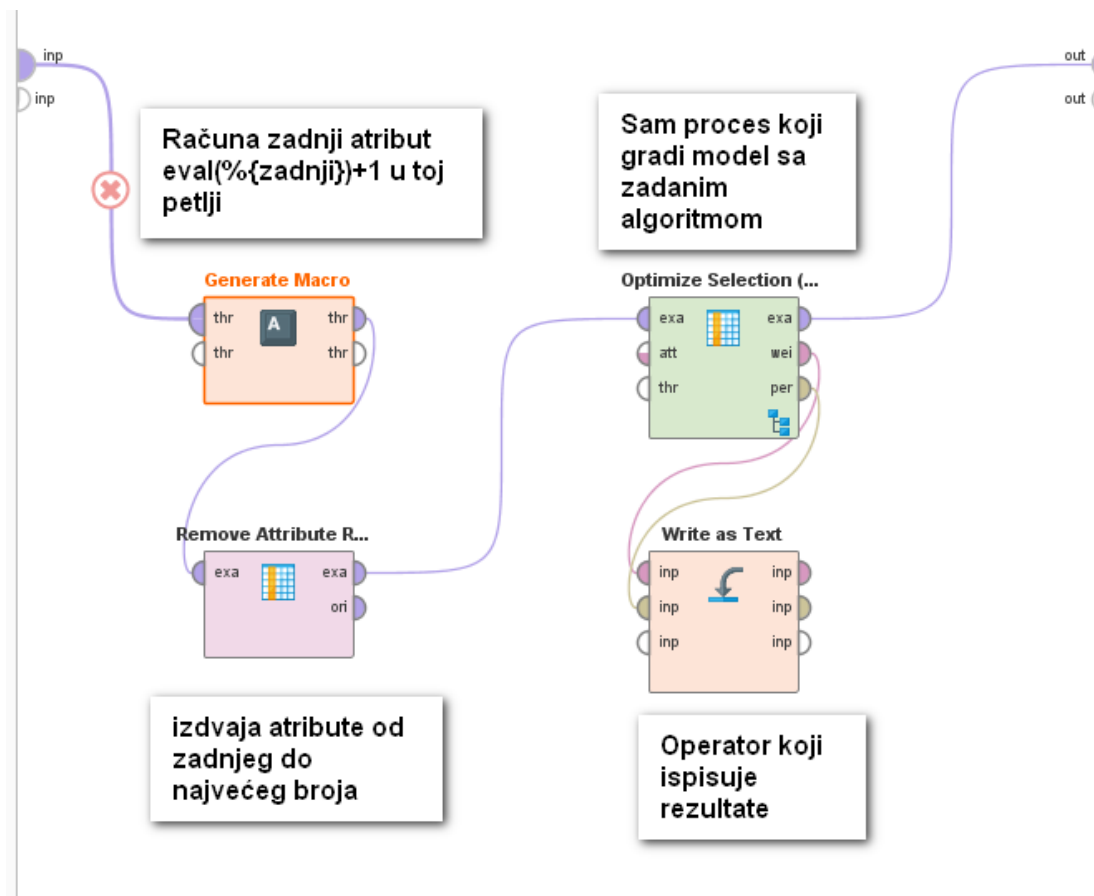 inp
inp
out
out
Računa zadnji atribut
eval(%{zadnji})+1 u toj
petlji
Sam proces koji
gradi model sa
zadanim
algoritmom
Generate Macro
thr thr
thr thr
A
Optimize Selection (...
exa exa
att wei
thr per
Remove Attribute R...
exa exa
ori
Write as Text
inp inp
inp inp
inp inp
izdvaja atribute od
zadnjeg do
najvećeg broja
Operator koji
ispisuje
rezultate